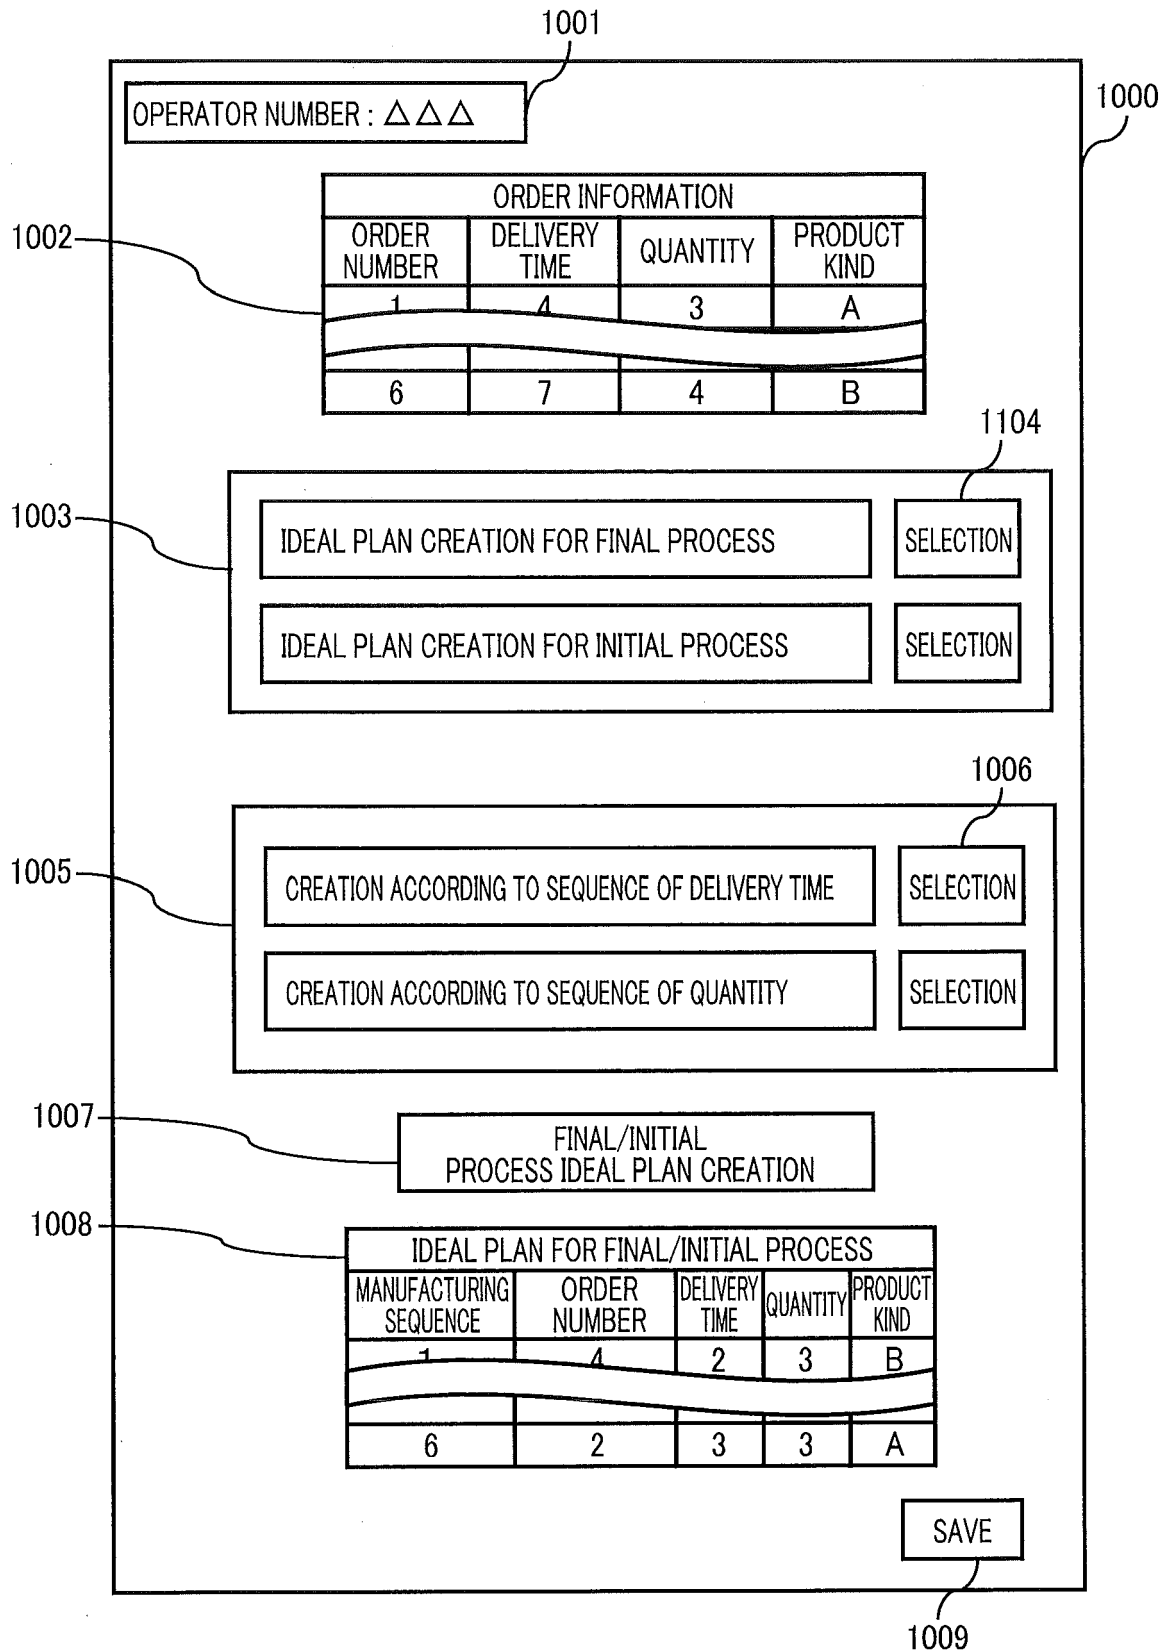 1001
OPERATOR NUMBER : △△△
1000
ORDER INFORMATION
1002
ORDER NUMBER DELIVERY TIME QUANTITY PRODUCT KIND
1 4 3 A
6 7 4 B
1104
1003
IDEAL PLAN CREATION FOR FINAL PROCESS SELECTION
IDEAL PLAN CREATION FOR INITIAL PROCESS SELECTION
1006
1005
CREATION ACCORDING TO SEQUENCE OF DELIVERY TIME SELECTION
CREATION ACCORDING TO SEQUENCE OF QUANTITY SELECTION
1007
FINAL/INITIAL
PROCESS IDEAL PLAN CREATION
1008
IDEAL PLAN FOR FINAL/INITIAL PROCESS
MANUFACTURING SEQUENCE ORDER NUMBER DELIVERY TIME QUANTITY PRODUCT KIND
1 4 2 3 B
6 2 3 3 A
SAVE
1009